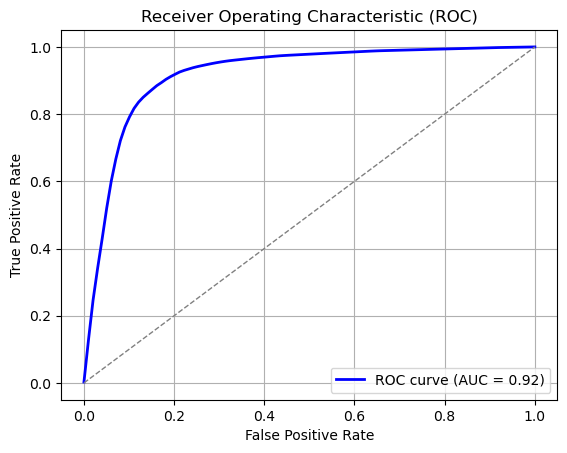 Receiver Operating Characteristic (ROC)
True Positive Rate
1.0
0.8
0.6
0.4
0.2
0.0
ROC curve (AUC = 0.92)
0.0 0.2 0.4 0.6 0.8 1.0
False Positive Rate